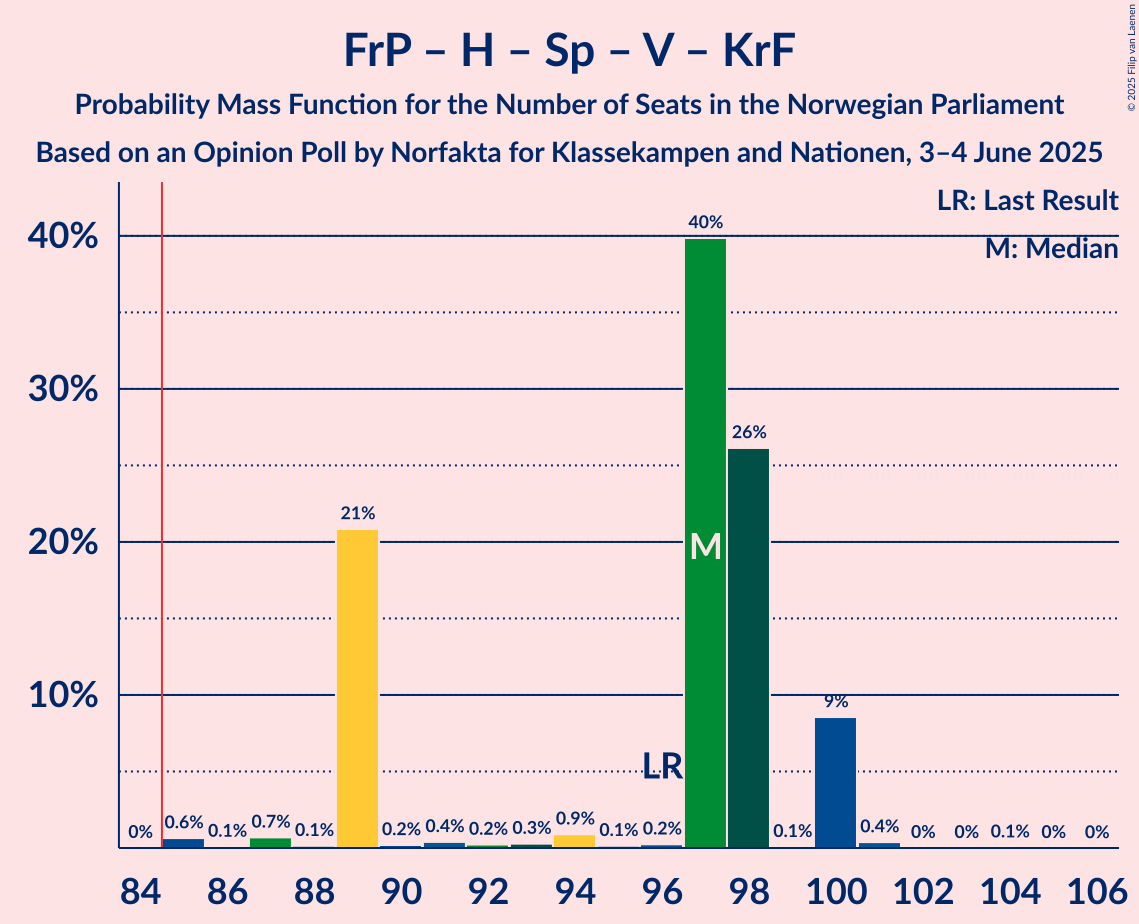 FrP – H – Sp – V – KrF
Probability Mass Function for the Number of Seats in the Norwegian Parliament
Based on an Opinion Poll by Norfakta for Klassekampen and Nationen, 3–4 June 2025
© 2025 Filip van Laenen
LR: Last Result
M: Median
40%
30%
20%
10%
0% 0.6% 0.1% 0.7% 0.1% 21% 0.2% 0.4% 0.2% 0.3% 0.9% 0.1% 0.2% 40% 26% 0.1% 9% 0.4% 0% 0% 0.1% 0% 0%
M
LR
84 86 88 90 92 94 96 98 100 102 104 106